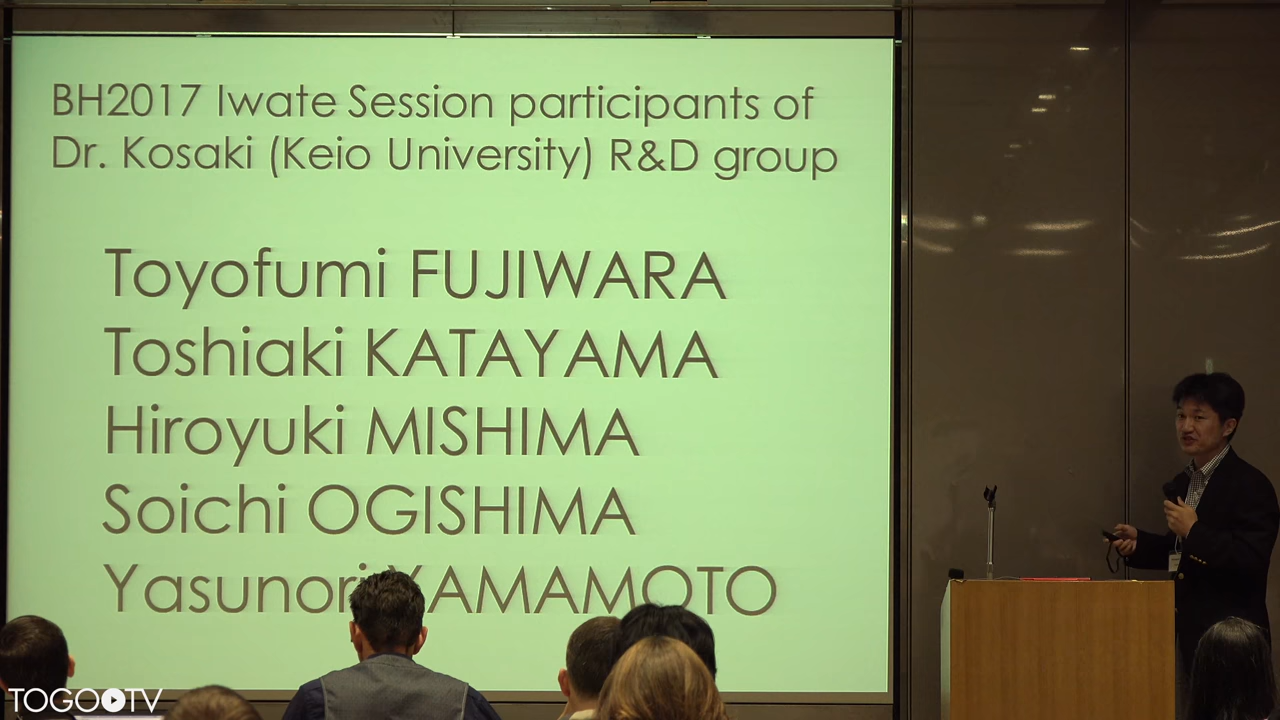 BH2017 Iwate Session participants of
Dr. Kosaki (Keio University) R&D group
Toyofumi FUJIWARA
Toshiaki KATAYAMA
Hiroyuki MISHIMA
Soichi OGISHIMA
Yasunori YAMAMOTO
TOGOTV